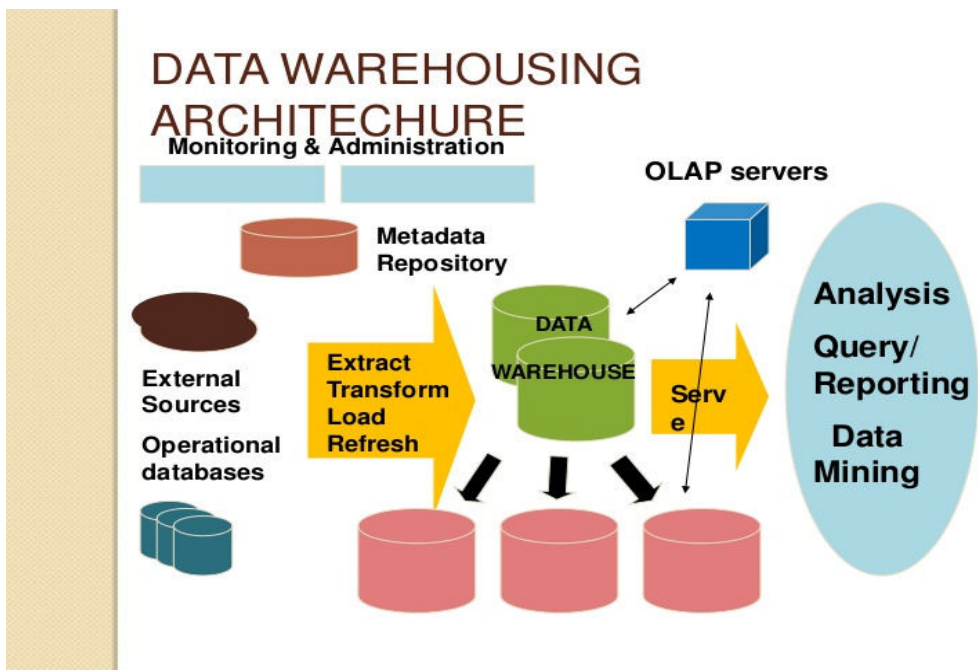 DATA WAREHOUSING
ARCHITECHURE
Monitoring & Administration
OLAP servers
Metadata
Repository
External
Sources
Operational
databases
Extract
Transform
Load
Refresh
DATA
WAREHOUSE
Serv
e
Analysis
Query/
Reporting
Data
Mining